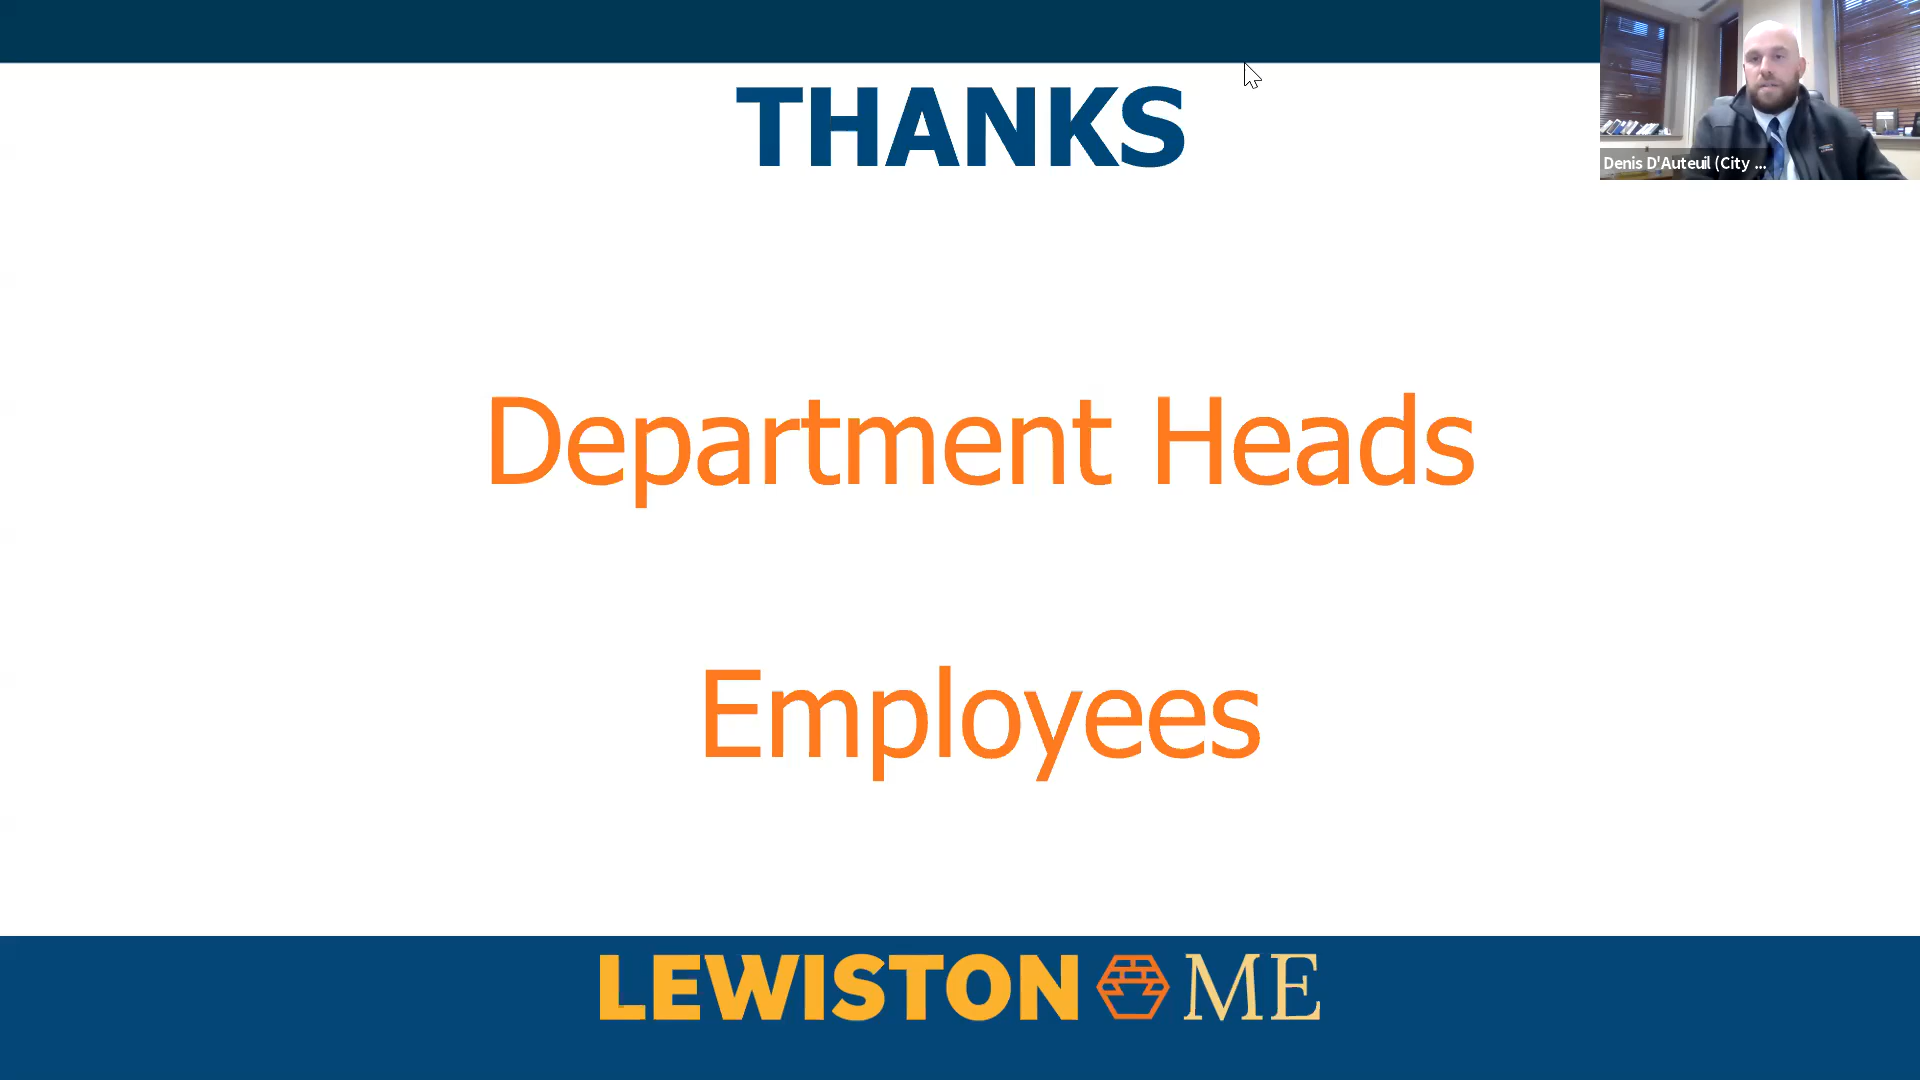 THANKS
Denis D'Auteuil (City ...
Department Heads
Employees
LEWISTON ME